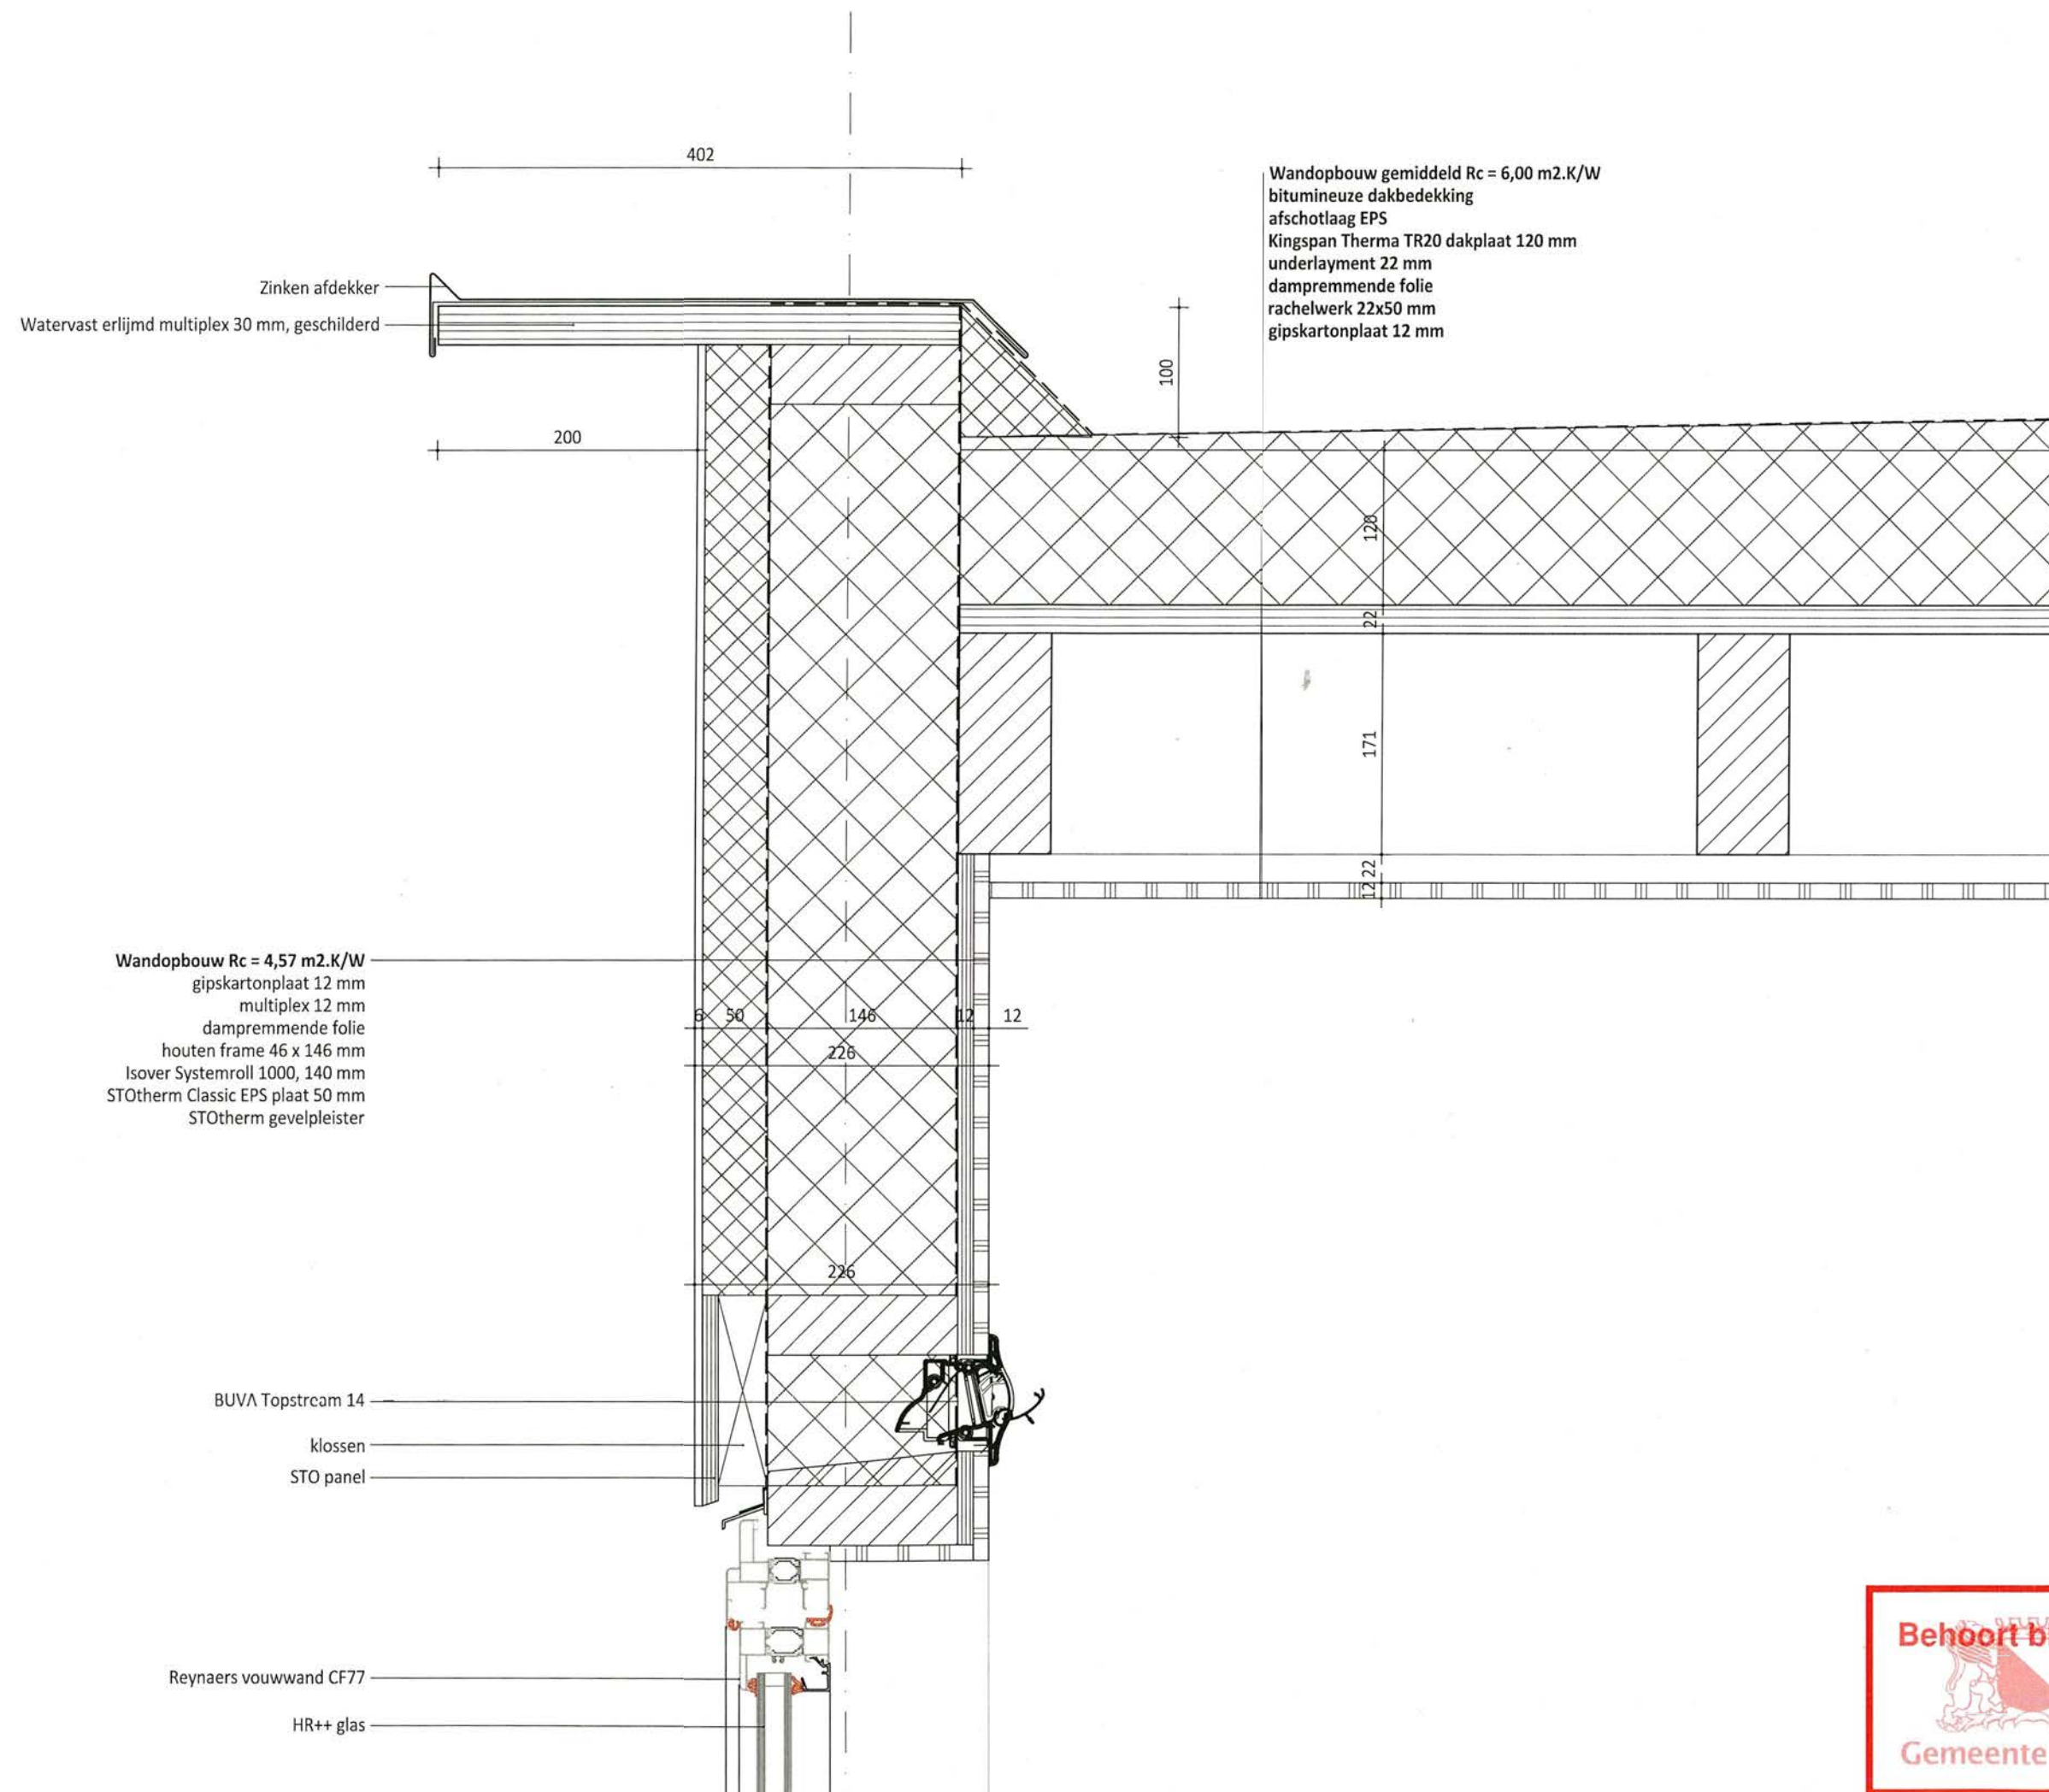 402
Wandopbouw gemiddeld Rc = 6,00 m2.K/W
bitumineuze dakbedekking
afschotlaag EPS
Kingspan Therma TR20 dakplaat 120 mm
underlayment 22 mm
dampremmende folie
rachelwerk 22x50 mm
gipskartonplaat 12 mm
Zinken afdekker
Watervast erlijmd multiplex 30 mm, geschilderd
100
200
120
22
171
22
12
Wandopbouw Rc = 4,57 m2.K/W
gipskartonplaat 12 mm
multiplex 12 mm
dampremmende folie
houten frame 46 x 146 mm
Isover Systemroll 1000, 140 mm
STOtherm Classic EPS plaat 50 mm
STOtherm gevelpleister
6 50 146 12 12
226
226
BUVA Topstream 14
klossen
STO panel
Reynaers vouwwand CF77
HR++ glas
Behoort b
Gemeente